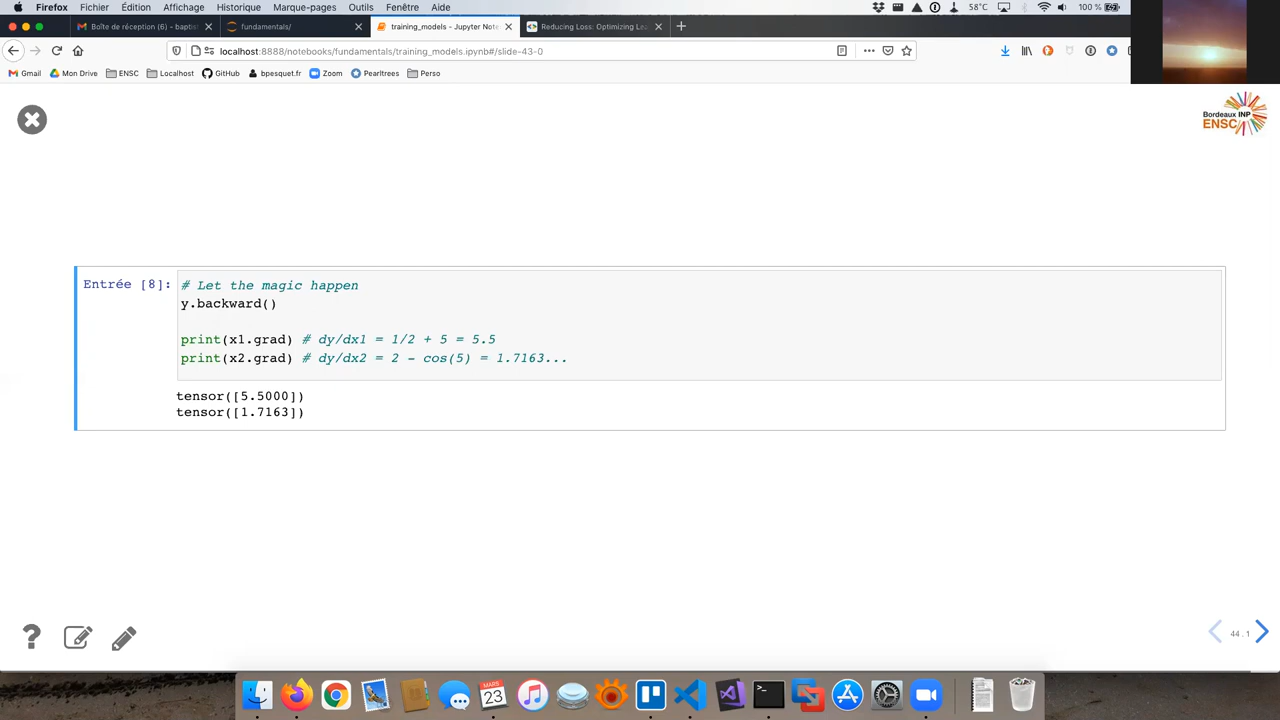 Firefox Fichier Édition Affichage Historique Marque-pages Outils Fenêtre Aide 58°C 100 %
Boîte de réception (6) - baptis fundamentals/ training_models - Jupyter Note Reducing Loss: Optimizing Lea
localhost:8888/notebooks/fundamentals/training_models.ipynb#/slide-43-0
Gmail Mon Drive ENSC Localhost GitHub bpesquet.fr Zoom Pearltrees Perso
Bordeaux INP
ENSC
Entrée [8]: # Let the magic happen
y.backward()
print(x1.grad) # dy/dx1 = 1/2 + 5 = 5.5
print(x2.grad) # dy/dx2 = 2 - cos(5) = 1.7163...
tensor([5.5000])
tensor([1.7163])
44.1
MARS
23